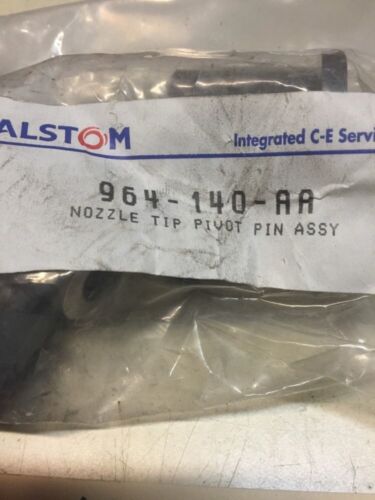 ALSTOM
Integrated C-E Servi
964-140-AA
NOZZLE TIP PIVOT PIN ASSY